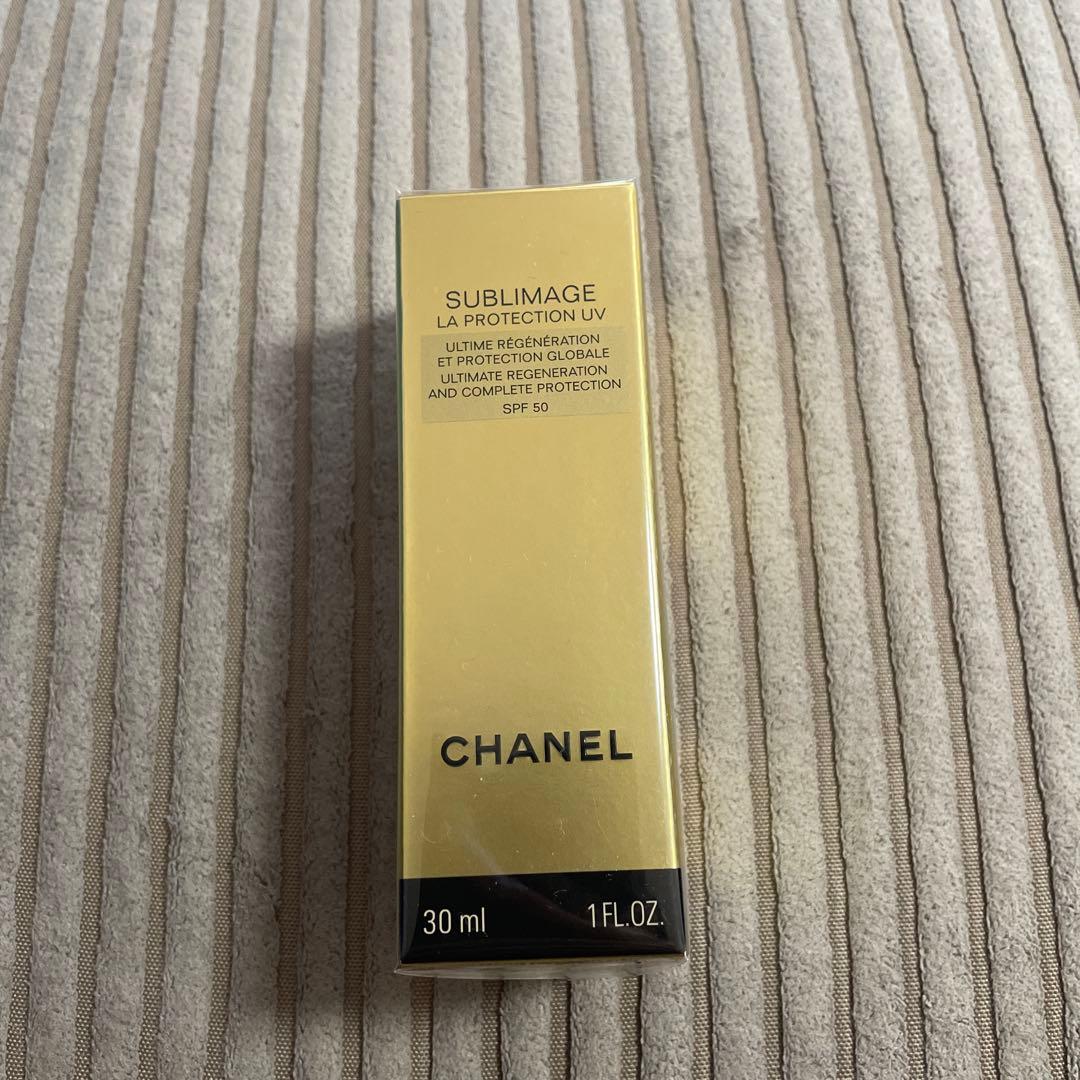 SUBLIMAGE
LA PROTECTION UV
ULTIME RÉGÉNÉRATION
ET PROTECTION GLOBALE
ULTIMATE REGENERATION
AND COMPLETE PROTECTION
SPF 50
CHANEL
30 ml 1 FL.OZ.